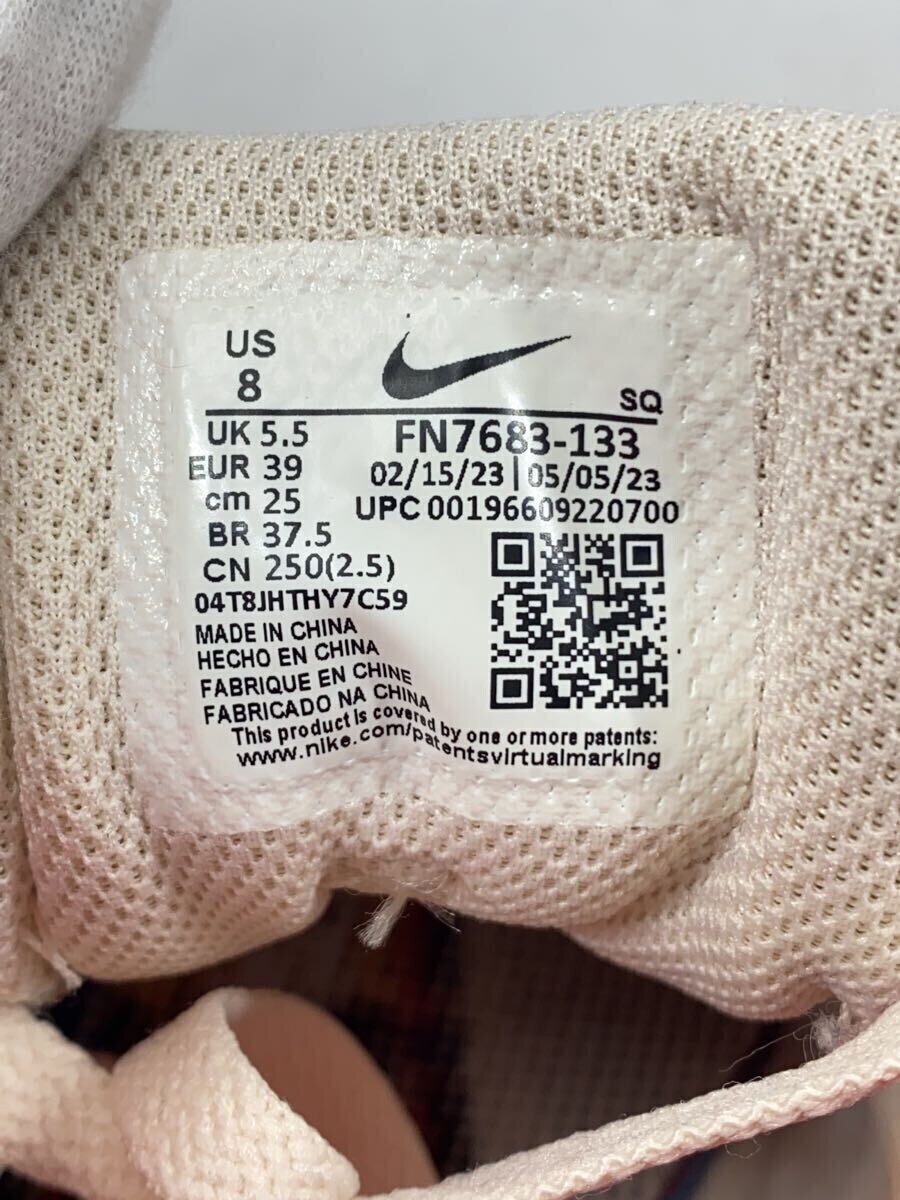 US
8
SQ
UK 5.5
FN7683-133
EUR 39
02/15/23 | 05/05/23
cm 25
UPC 00196609220700
BR 37.5
CN 250(2.5)
04T8JHTHY7C59
MADE IN CHINA
HECHO EN CHINA
FABRIQUE EN CHINE
FABRICADO NA CHINA
This product is covered by one or more patents:
www.nike.com/patentsvirtualmarking